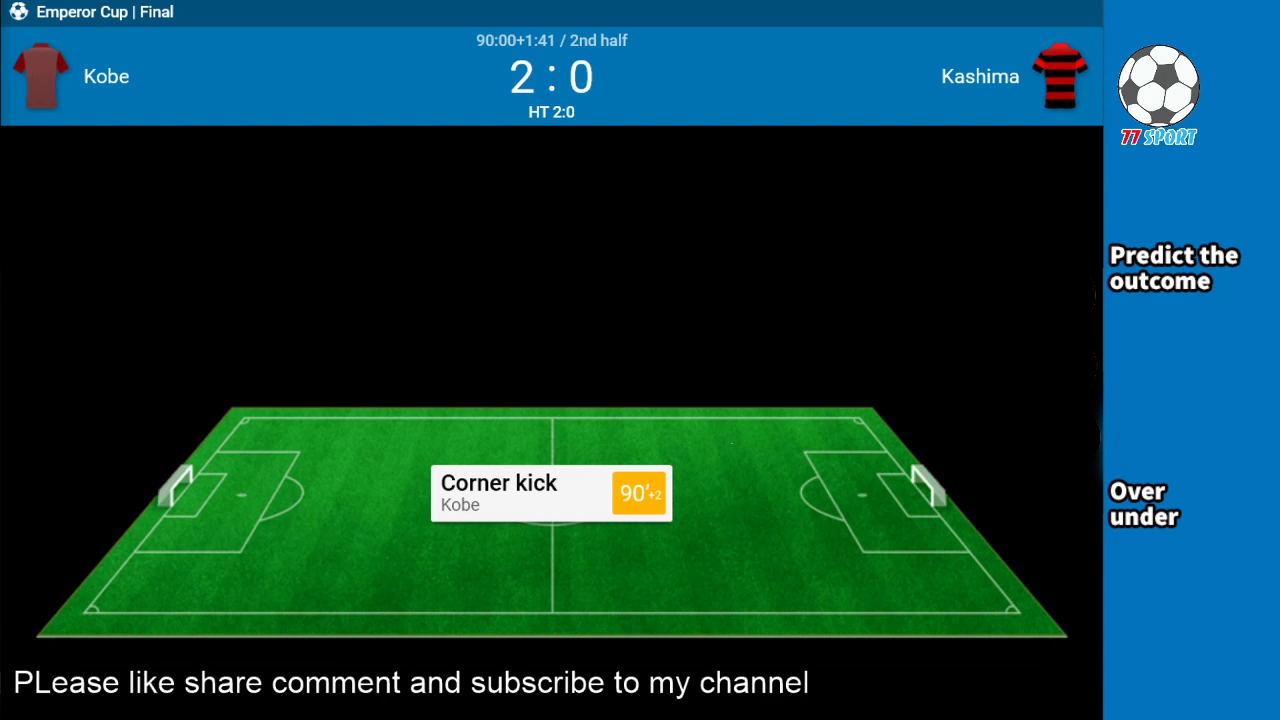 Emperor Cup | Final
90:00+1:41 / 2nd half
Kobe
2 : 0
Kashima
HT 2:0
77 SPORT
Predict the
outcome
Corner kick
Kobe
90'+2
Over
under
PLease like share comment and subscribe to my channel